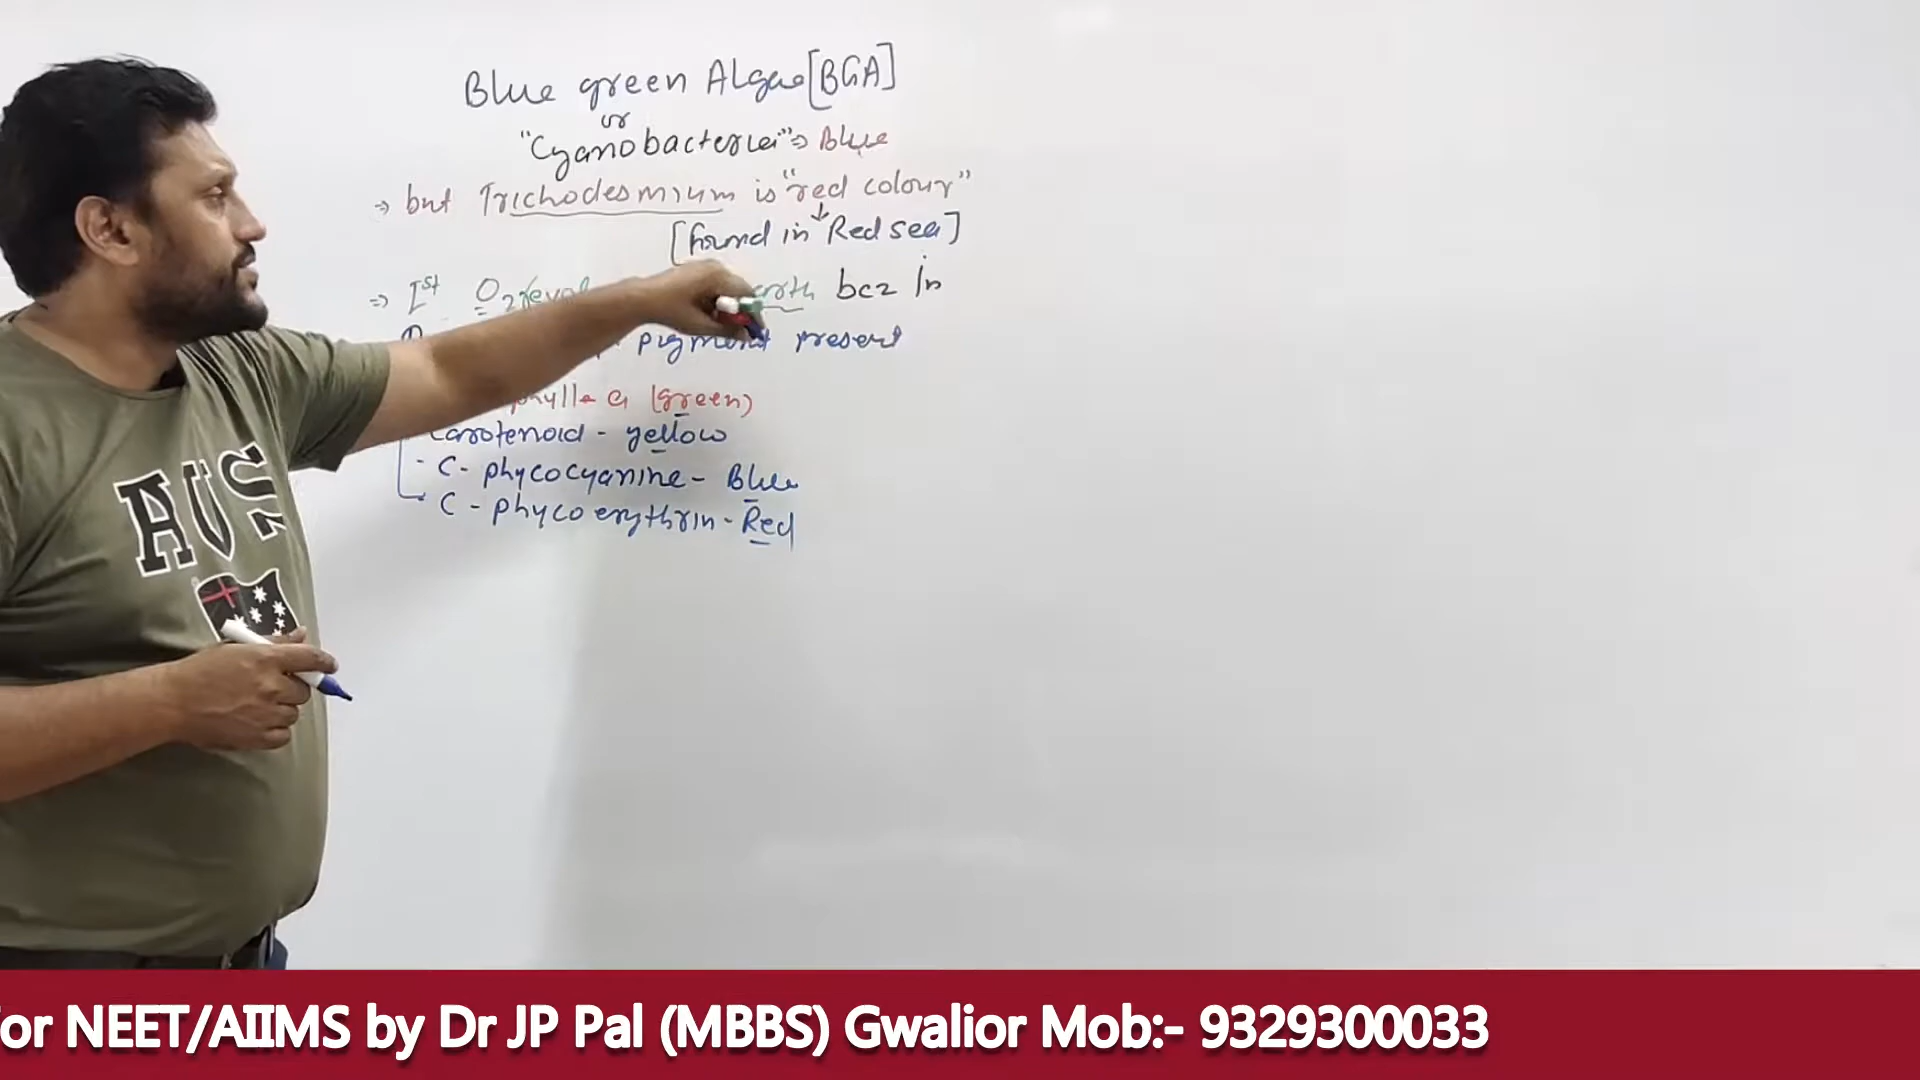 Blue green Algae [BGA]
or
"Cyanobacteria" ⇒ Blue
⇒ but Trichodesmium is "red colour"
[found in Red sea]
⇒ Ist O2 bcz in
pigment present
a (green)
Carotenoid - yellow
- C - phycocyanine - Blue
C - phycoerythrin - Red
AUS
for NEET/AIIMS by Dr JP Pal (MBBS) Gwalior Mob:- 9329300033